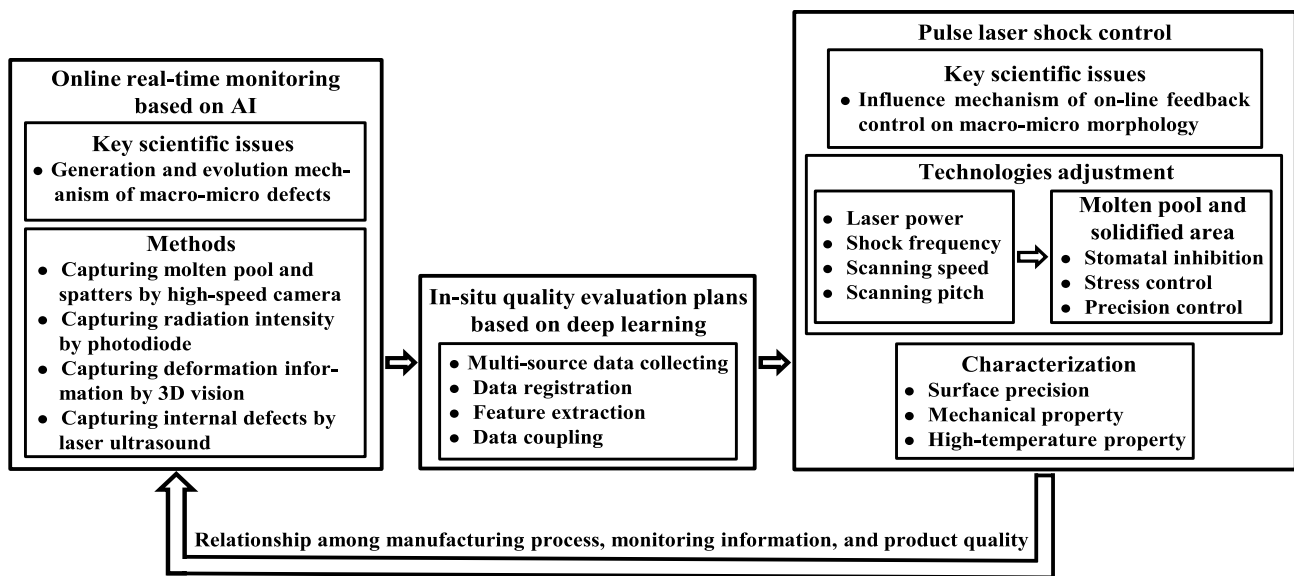 Online real-time monitoring
based on AI
Key scientific issues
● Generation and evolution mech-
anism of macro-micro defects
Methods
● Capturing molten pool and
spatters by high-speed camera
● Capturing radiation intensity
by photodiode
● Capturing deformation infor-
mation by 3D vision
● Capturing internal defects by
laser ultrasound
In-situ quality evaluation plans
based on deep learning
● Multi-source data collecting
● Data registration
● Feature extraction
● Data coupling
Pulse laser shock control
Key scientific issues
● Influence mechanism of on-line feedback
control on macro-micro morphology
Technologies adjustment
● Laser power
● Shock frequency
● Scanning speed
● Scanning pitch
Molten pool and
solidified area
● Stomatal inhibition
● Stress control
● Precision control
Characterization
● Surface precision
● Mechanical property
● High-temperature property
Relationship among manufacturing process, monitoring information, and product quality